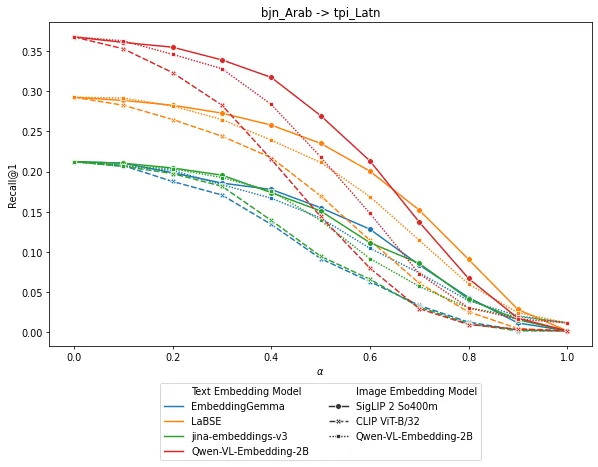 bjn_Arab -> tpi_Latn
Recall@1
0.35
0.30
0.25
0.20
0.15
0.10
0.05
0.00
0.0 0.2 0.4 0.6 0.8 1.0
α
Text Embedding Model
EmbeddingGemma
LaBSE
jina-embeddings-v3
Qwen-VL-Embedding-2B
Image Embedding Model
SigLIP 2 So400m
CLIP ViT-B/32
Qwen-VL-Embedding-2B